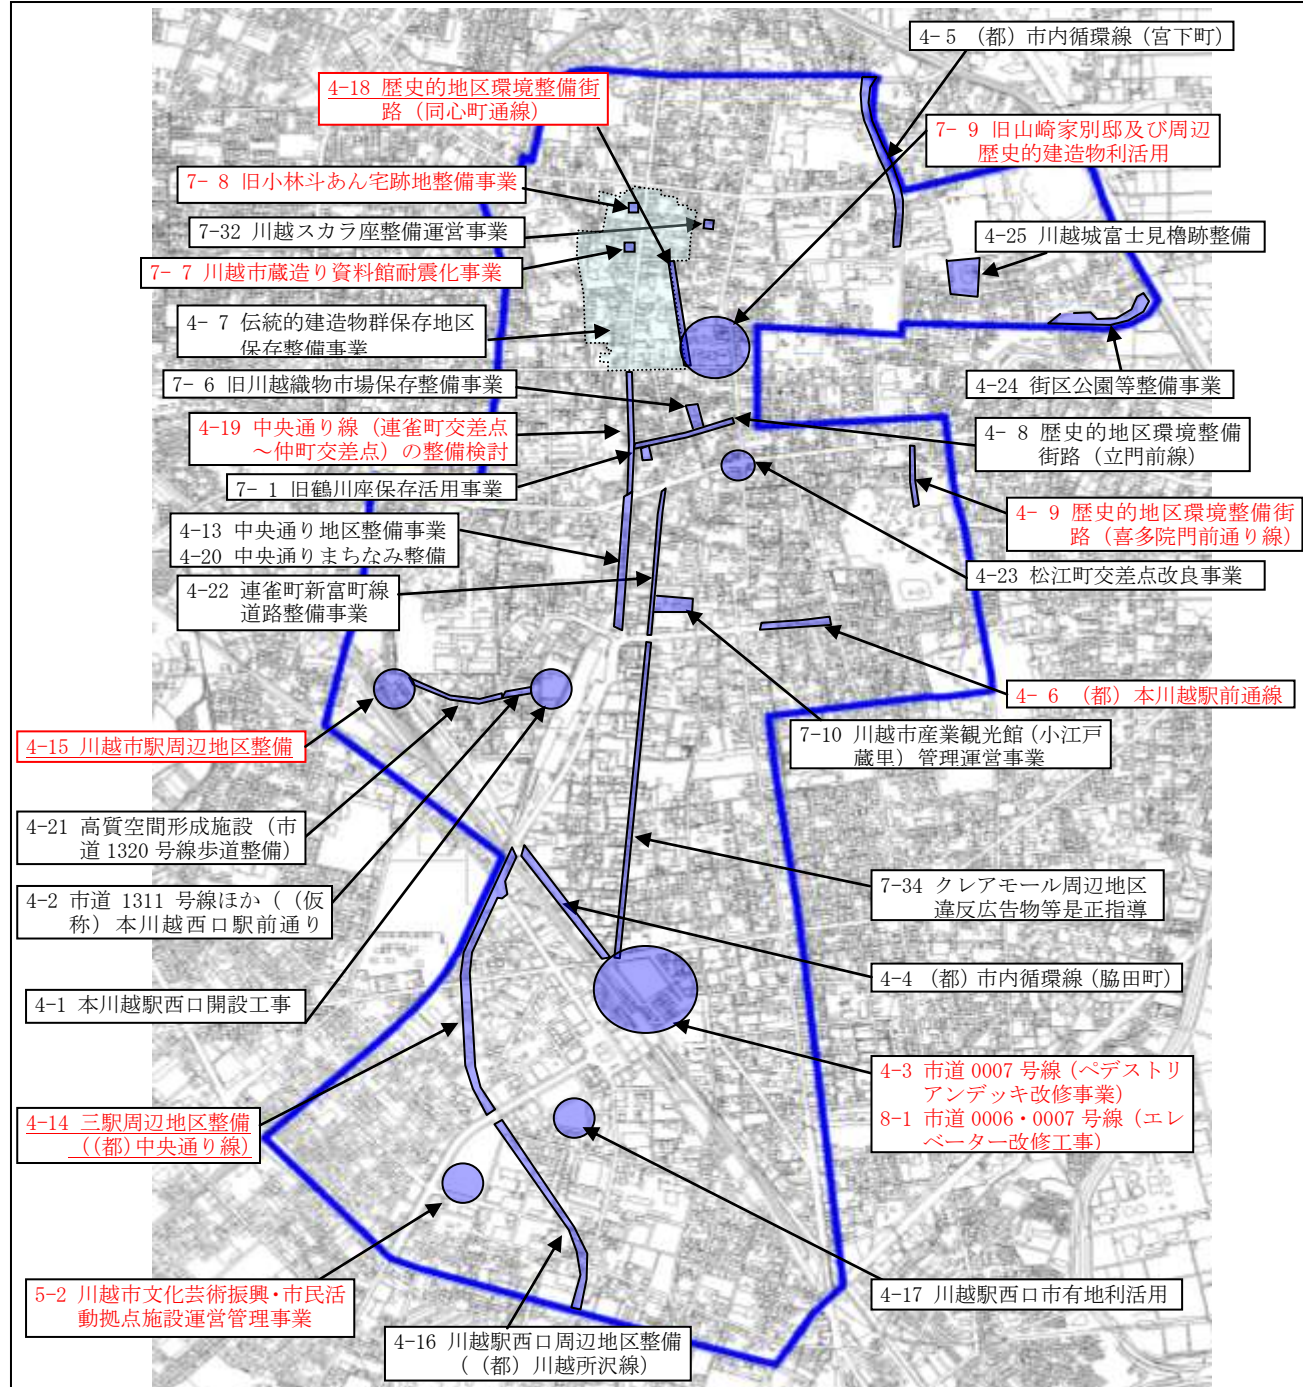 4-5 (都)市内循環線(宮下町)
4-18 歴史的地区環境整備街
路(同心町通線)
7-9 旧山崎家別邸及び周辺
歴史的建造物利活用
7-8 旧小林斗あん宅跡地整備事業
7-32 川越スカラ座整備運営事業
4-25 川越城富士見櫓跡整備
7-7 川越市蔵造り資料館耐震化事業
4-7 伝統的建造物群保存地区
保存整備事業
7-6 旧川越織物市場保存整備事業
4-24 街区公園等整備事業
4-19 中央通り線(連雀町交差点
~仲町交差点)の整備検討
4-8 歴史的地区環境整備
街路(立門前線)
7-1 旧鶴川座保存活用事業
4-9 歴史的地区環境整備街
路(喜多院門前通り線)
4-13 中央通り地区整備事業
4-20 中央通りまちなみ整備
4-23 松江町交差点改良事業
4-22 連雀町新富町線
道路整備事業
4-6 (都)本川越駅前通線
7-10 川越市産業観光館(小江戸
蔵里)管理運営事業
4-15 川越市駅周辺地区整備
4-21 高質空間形成施設(市
道1320号線歩道整備)
4-2 市道1311号線ほか((仮
称)本川越西口駅前通り
7-34 クレアモール周辺地区
違反広告物等是正指導
4-4 (都)市内循環線(脇田町)
4-1 本川越駅西口開設工事
4-3 市道0007号線(ペデストリ
アンデッキ改修事業)
8-1 市道0006・0007号線(エレ
ベーター改修工事)
4-14 三駅周辺地区整備
((都)中央通り線)
5-2 川越市文化芸術振興・市民活
動拠点施設運営管理事業
4-17 川越駅西口市有地利活用
4-16 川越駅西口周辺地区整備
((都)川越所沢線)